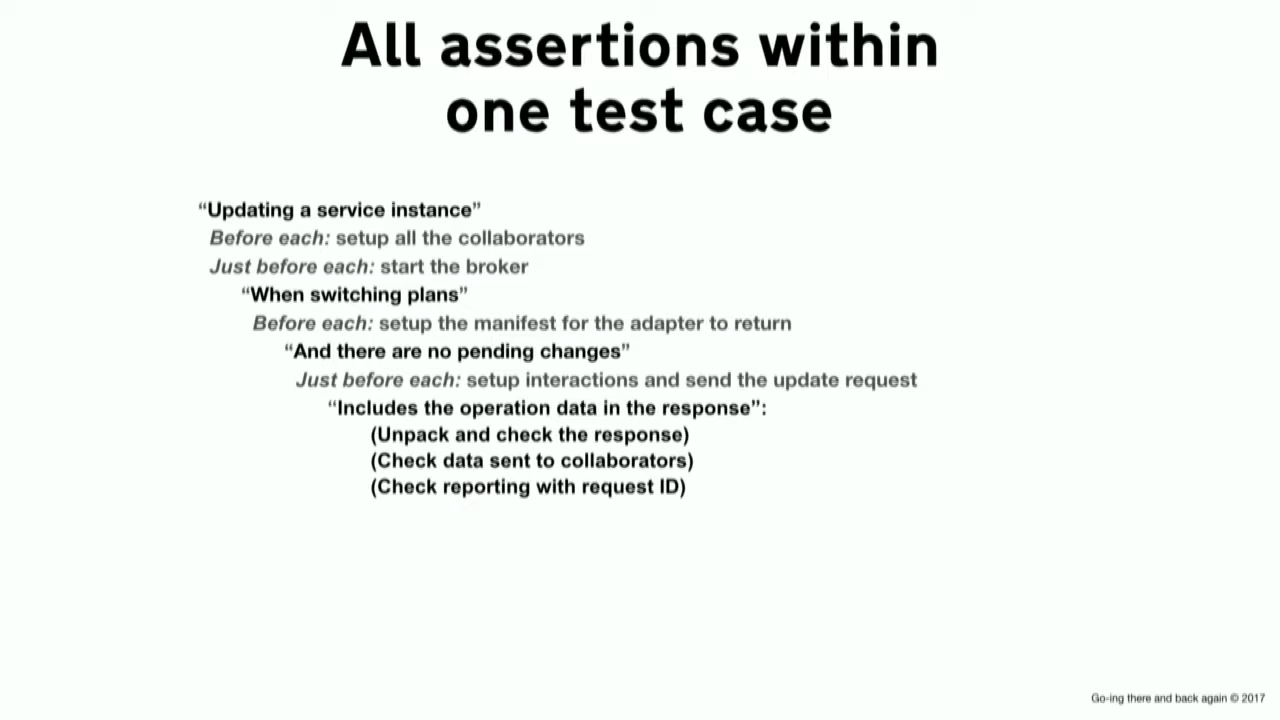 All assertions within
one test case
“Updating a service instance”
Before each: setup all the collaborators
Just before each: start the broker
“When switching plans”
Before each: setup the manifest for the adapter to return
“And there are no pending changes”
Just before each: setup interactions and send the update request
“Includes the operation data in the response”:
(Unpack and check the response)
(Check data sent to collaborators)
(Check reporting with request ID)
Go-ing there and back again © 2017